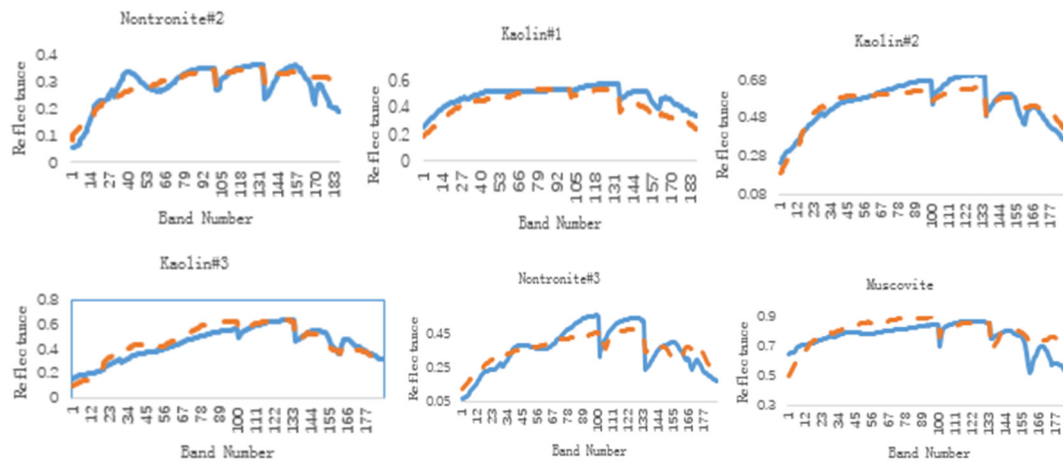 Nontronite#2
Reflectance
0.4
0.3
0.2
0.1
0
1 14 27 40 53 66 79 92 105 118 131 144 157 170 183
Band Number
Kaolin#1
Reflectance
0.6
0.4
0.2
0
1 14 27 40 53 66 79 92 105 118 131 144 157 170 183
Band Number
Kaolin#2
Reflectance
0.68
0.48
0.28
0.08
1 12 23 34 45 56 67 78 89 100 111 122 133 144 155 166 177
Band Number
Kaolin#3
Reflectance
0.8
0.6
0.4
0.2
0
1 12 23 34 45 56 67 78 89 100 111 122 133 144 155 166 177
Band Number
Nontronite#3
Reflectance
0.45
0.25
0.05
1 12 23 34 45 56 67 78 89 100 111 122 133 144 155 166 177
Band Number
Muscovite
Reflectance
0.9
0.7
0.5
0.3
1 12 23 34 45 56 67 78 89 100 111 122 133 144 155 166 177
Band Number